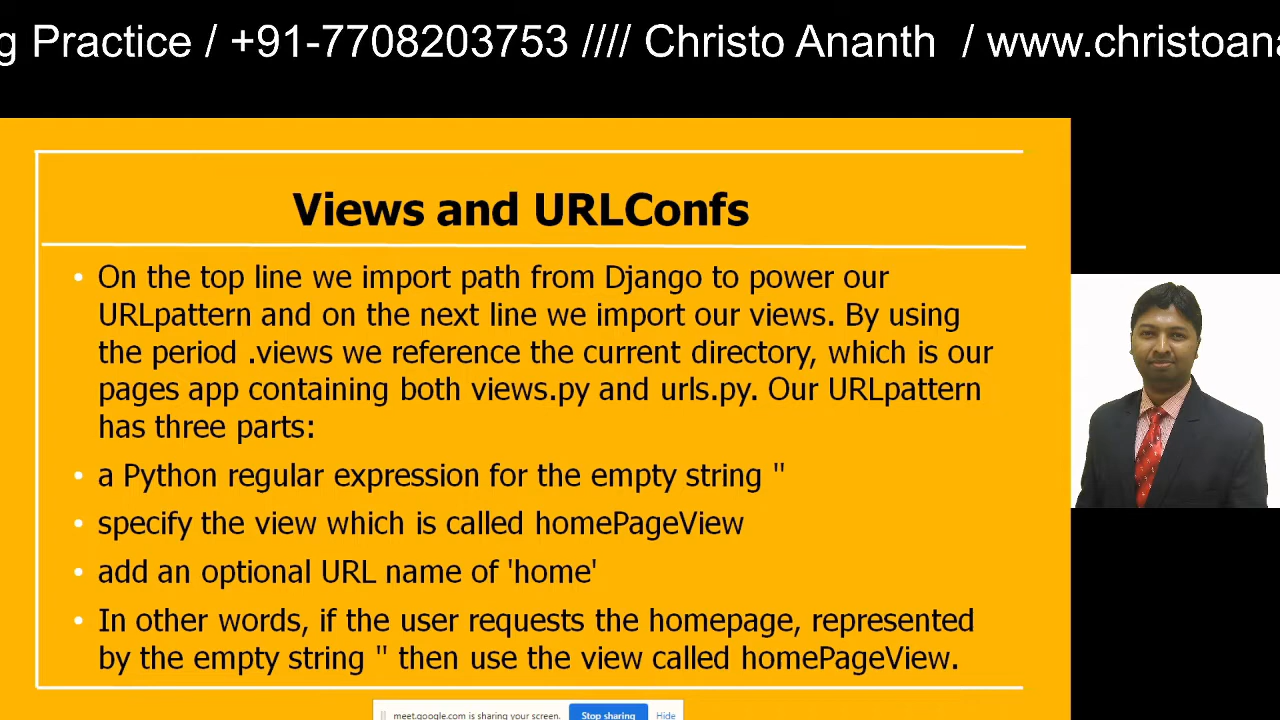 g Practice / +91-7708203753 //// Christo Ananth / www.christoana
Views and URLConfs
• On the top line we import path from Django to power our
URLpattern and on the next line we import our views. By using
the period .views we reference the current directory, which is our
pages app containing both views.py and urls.py. Our URLpattern
has three parts:
• a Python regular expression for the empty string ''
• specify the view which is called homePageView
• add an optional URL name of 'home'
• In other words, if the user requests the homepage, represented
by the empty string '' then use the view called homePageView.
meet.google.com is sharing your screen. Stop sharing Hide